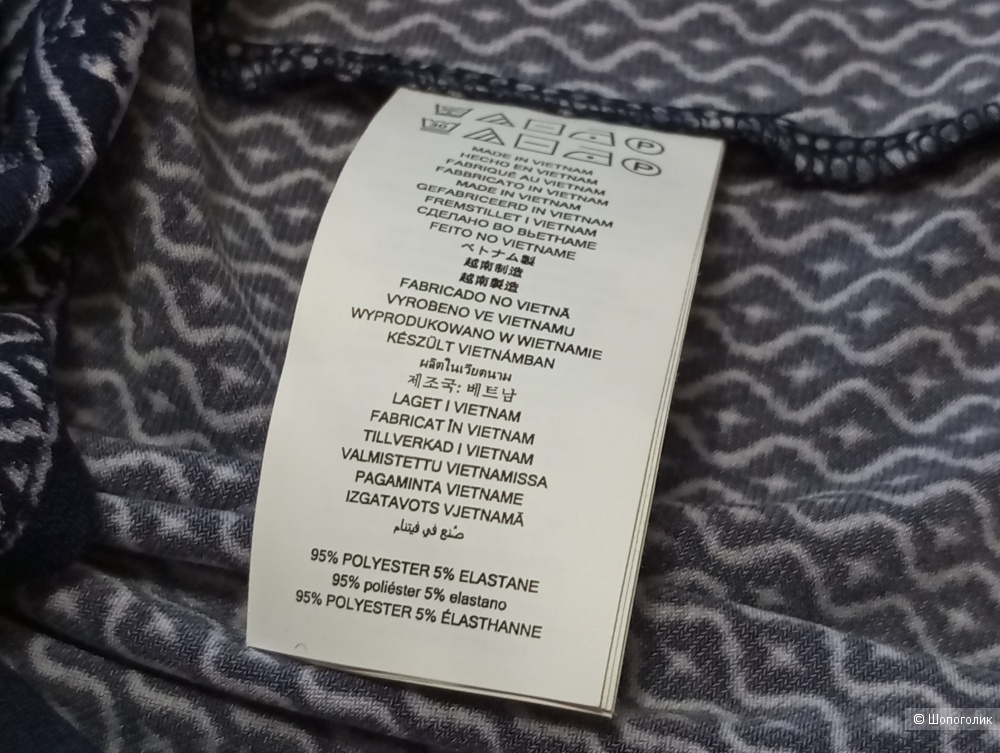 30
P
P
MADE IN VIETNAM
HECHO EN VIETNAM
FABRIQUÉ AU VIETNAM
FABBRICATO IN VIETNAM
MADE IN VIETNAM
GEFABRICEERD IN VIETNAM
FREMSTILLET I VIETNAM
СДЕЛАНО ВО ВЬЕТНАМЕ
FEITO NO VIETNAME
ベトナム製
越南制造
越南製造
FABRICADO NO VIETNÃ
VYROBENO VE VIETNAMU
WYPRODUKOWANO W WIETNAMIE
KÉSZÜLT VIETNÁMBAN
ผลิตในเวียดนาม
제조국: 베트남
LAGET I VIETNAM
FABRICAT ÎN VIETNAM
TILLVERKAD I VIETNAM
VALMISTETTU VIETNAMISSA
PAGAMINTA VIETNAME
IZGATAVOTS VJETNAMĀ
صُنع في فيتنام
95% POLYESTER 5% ELASTANE
95% poliéster 5% elastano
95% POLYESTER 5% ÉLASTHANNE
© Шопоголик